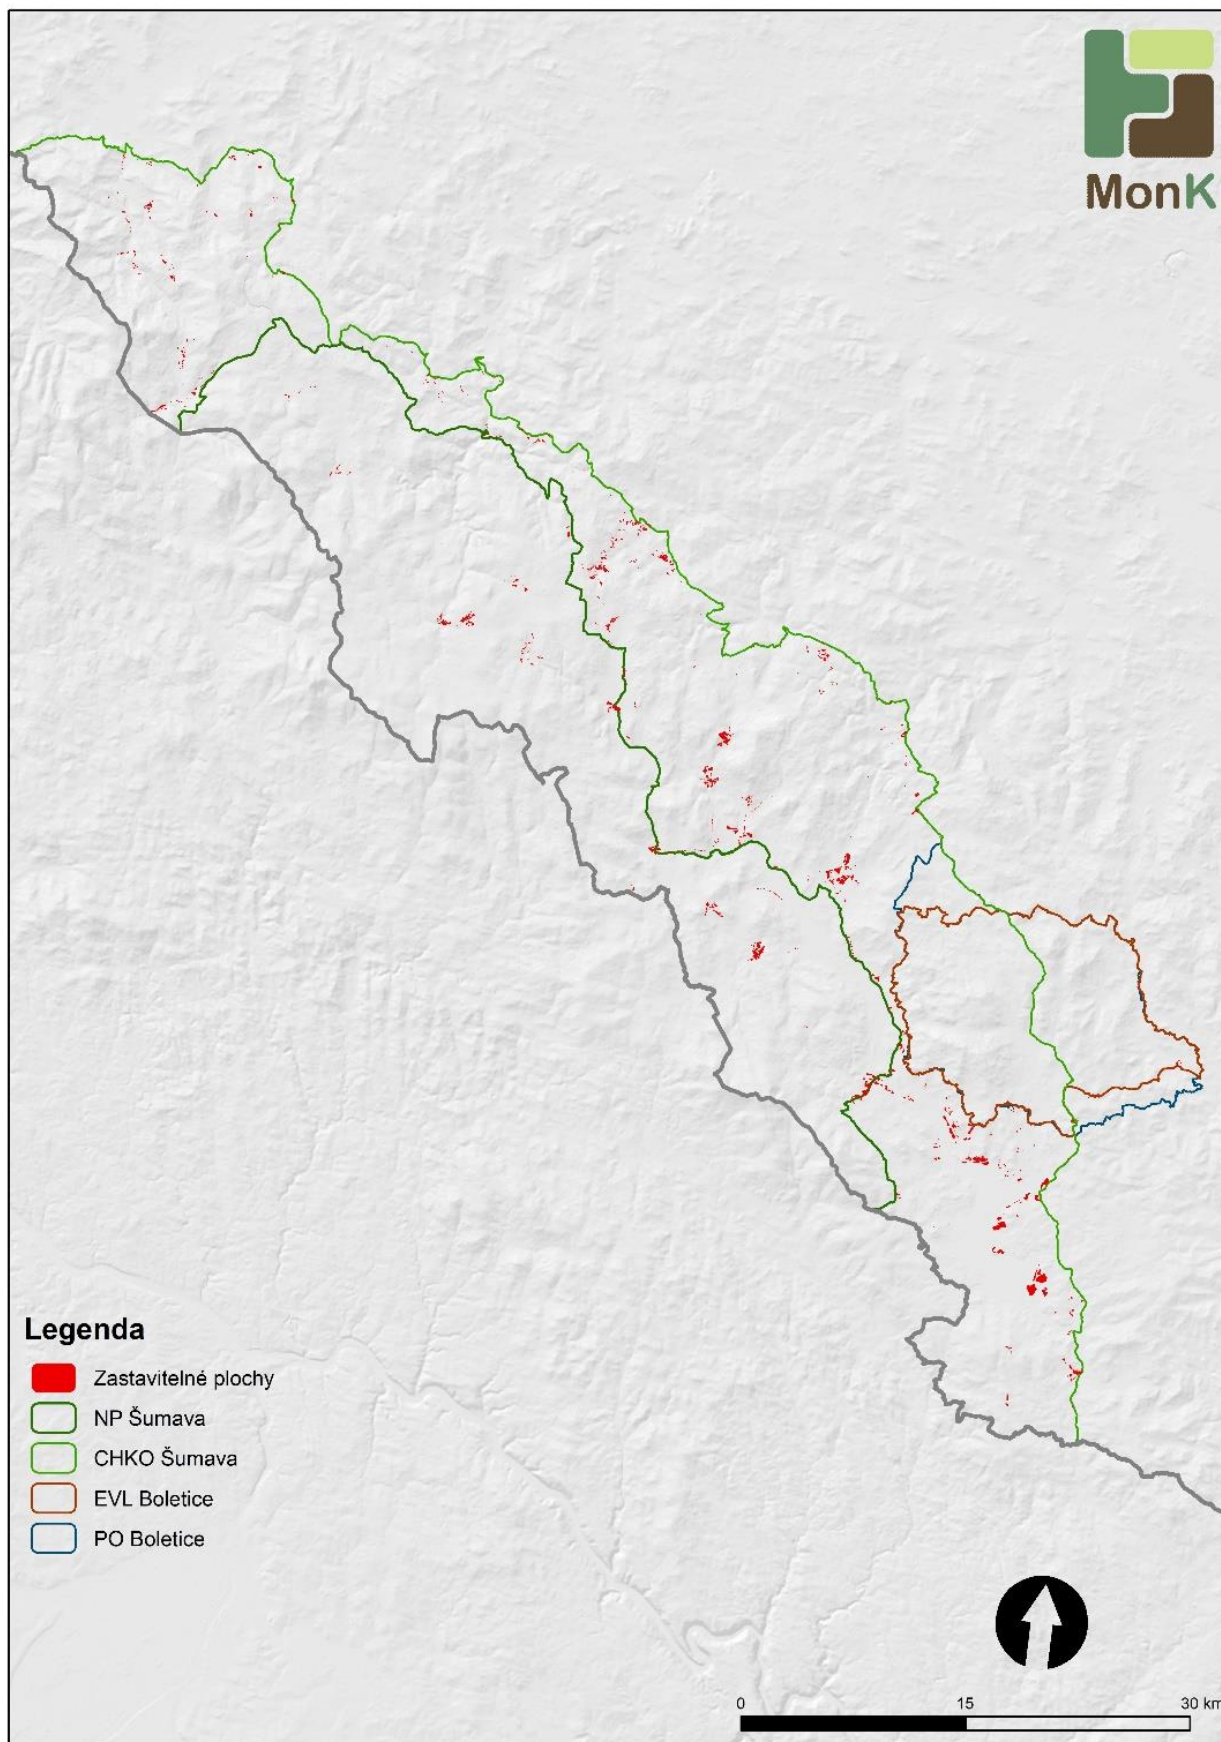 MonK
Legenda
Zastavitelné plochy
NP Šumava
CHKO Šumava
EVL Boletice
PO Boletice
0 15 30 km